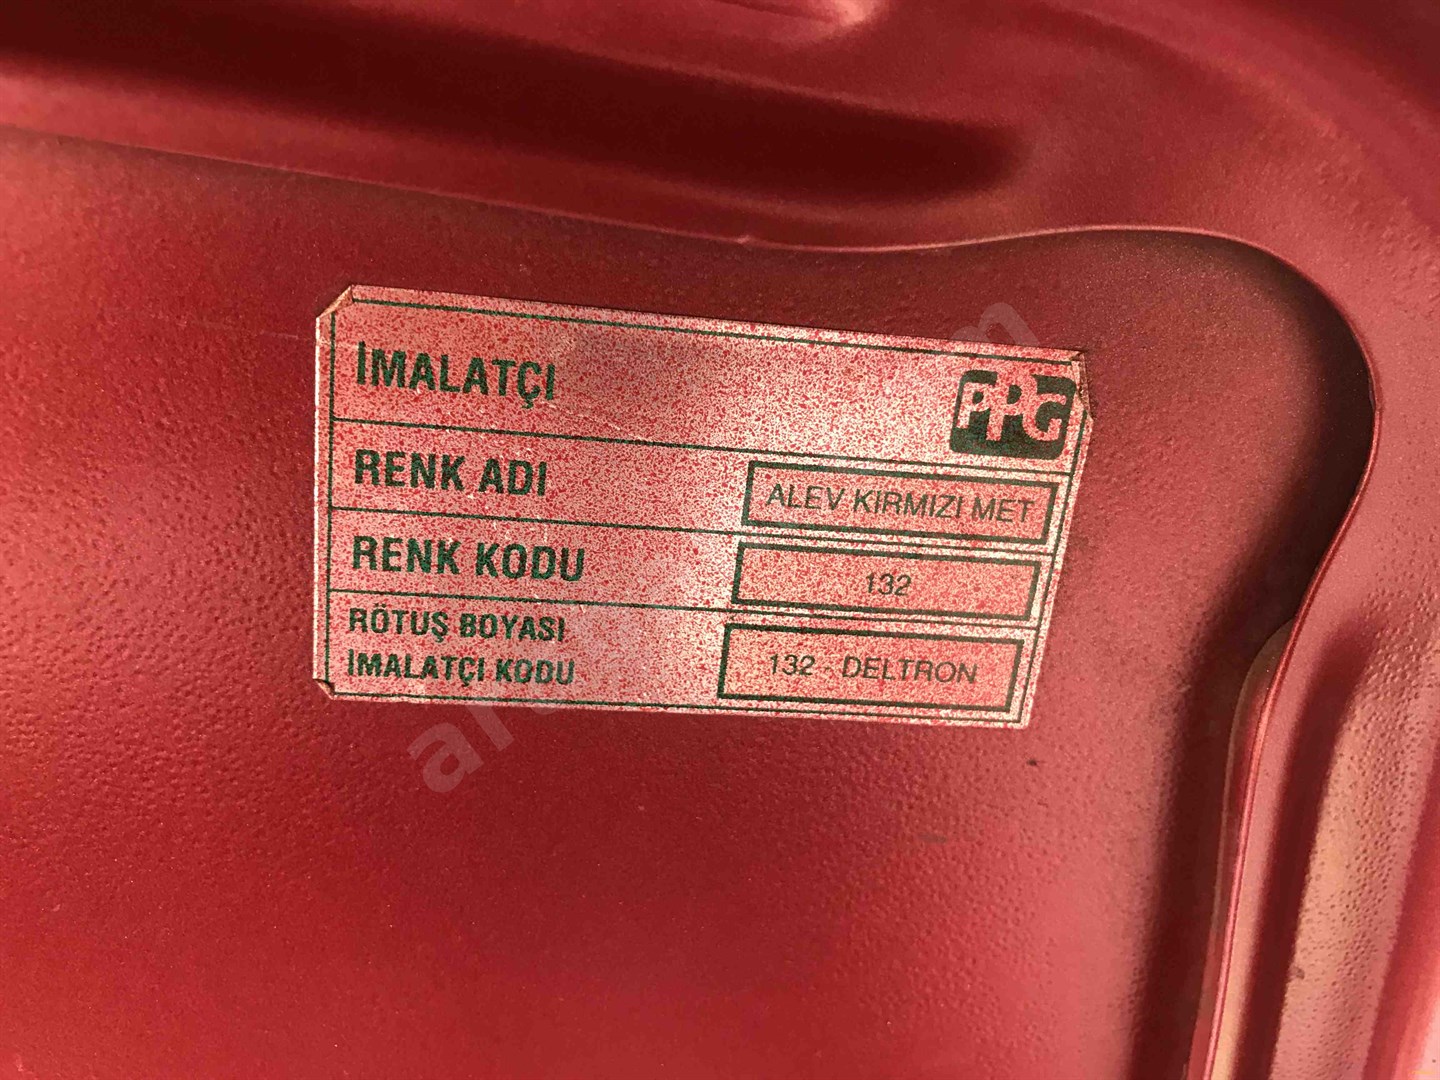 İMALATÇI
PPG
RENK ADI
ALEV KIRMIZI MET
RENK KODU
132
RÖTUŞ BOYASI
İMALATÇI KODU
132 - DELTRON